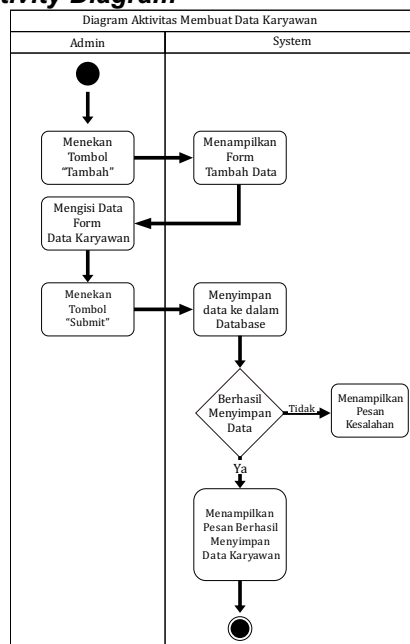 Activity Diagram
Diagram Aktivitas Membuat Data Karyawan
Admin
System
Menekan
Tombol
"Tambah"
Menampilkan
Form
Tambah Data
Mengisi Data
Form
Data Karyawan
Menekan
Tombol
"Submit"
Menyimpan
data ke dalam
Database
Berhasil
Menyimpan
Data
Tidak
Menampilkan
Pesan
Kesalahan
Ya
Menampilkan
Pesan Berhasil
Menyimpan
Data Karyawan